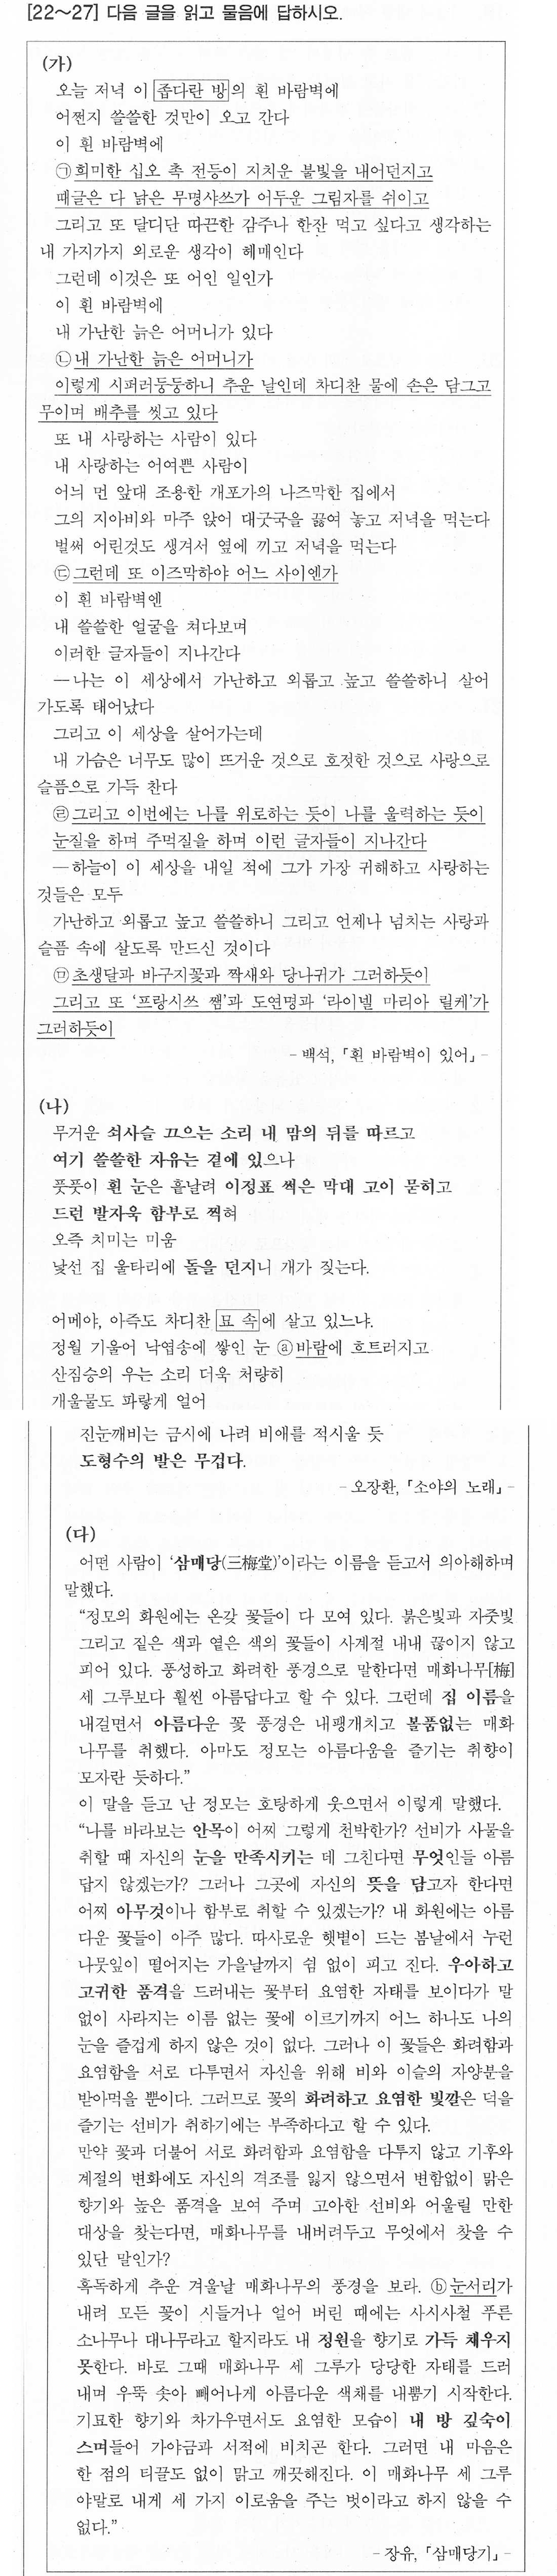 [22～27] 다음 글을 읽고 물음에 답하시오.
(가)
오늘 저녁 이 좁다란 방의 흰 바람벽에
어쩐지 쓸쓸한 것만이 오고 간다
이 흰 바람벽에
㉠희미한 십오 촉 전등이 지치운 불빛을 내어던지고
때글은 다 낡은 무명샤쓰가 어두운 그림자를 쉬이고
그리고 또 달디단 따끈한 감주나 한잔 먹고 싶다고 생각하는
내 가지가지 외로운 생각이 헤매인다
그런데 이것은 또 어인 일인가
이 흰 바람벽에
내 가난한 늙은 어머니가 있다
㉡내 가난한 늙은 어머니가
이렇게 시퍼러둥둥하니 추운 날인데 차디찬 물에 손은 담그고
무이며 배추를 씻고 있다
또 내 사랑하는 사람이 있다
내 사랑하는 어여쁜 사람이
어늬 먼 앞대 조용한 개포가의 나즈막한 집에서
그의 지아비와 마주 앉어 대굿국을 끓여 놓고 저녁을 먹는다
벌써 어린것도 생겨서 옆에 끼고 저녁을 먹는다
㉢그런데 또 이즈막하야 어느 사이엔가
이 흰 바람벽엔
내 쓸쓸한 얼굴을 쳐다보며
이러한 글자들이 지나간다
―나는 이 세상에서 가난하고 외롭고 높고 쓸쓸하니 살어
가도록 태어났다
그리고 이 세상을 살어가는데
내 가슴은 너무도 많이 뜨거운 것으로 호젓한 것으로 사랑으로
슬픔으로 가득 찬다
㉣그리고 이번에는 나를 위로하는 듯이 나를 울력하는 듯이
눈질을 하며 주먹질을 하며 이런 글자들이 지나간다
―하늘이 이 세상을 내일 적에 그가 가장 귀해하고 사랑하는
것들은 모두
가난하고 외롭고 높고 쓸쓸하니 그리고 언제나 넘치는 사랑과
슬픔 속에 살도록 만드신 것이다
㉤초생달과 바구지꽃과 짝새와 당나귀가 그러하듯이
그리고 또 ‘프랑시쓰 쨈’과 도연명과 ‘라이넬 마리아 릴케’가
그러하듯이
- 백석, 「흰 바람벽이 있어」 -
(나)
무거운 쇠사슬 끄으는 소리 내 맘의 뒤를 따르고
여기 쓸쓸한 자유는 곁에 있으나
풋풋이 흰 눈은 흩날려 이정표 썩은 막대 고이 묻히고
드런 발자욱 함부로 찍혀
오즉 치미는 미움
낯선 집 울타리에 돌을 던지니 개가 짖는다.
어메야, 아즉도 차디찬 묘 속에 살고 있느냐.
정월 기울어 낙엽송에 쌓인 눈 ⓐ바람에 흐트러지고
산짐승의 우는 소리 더욱 처량히
개울물도 파랗게 얼어
진눈깨비는 금시에 나려 비애를 적시울 듯
도형수의 발은 무겁다.
- 오장환, 「소야의 노래」 -
(다)
어떤 사람이 ‘삼매당(三梅堂)’이라는 이름을 듣고서 의아해하며
말했다.
“정모의 화원에는 온갖 꽃들이 다 모여 있다. 붉은빛과 자줏빛
그리고 짙은 색과 옅은 색의 꽃들이 사계절 내내 끊이지 않고
피어 있다. 풍성하고 화려한 풍경으로 말한다면 매화나무[梅]
세 그루보다 훨씬 아름답다고 할 수 있다. 그런데 집 이름을
내걸면서 아름다운 꽃 풍경은 내팽개치고 볼품없는 매화
나무를 취했다. 아마도 정모는 아름다움을 즐기는 취향이
모자란 듯하다.”
이 말을 듣고 난 정모는 호탕하게 웃으면서 이렇게 말했다.
“나를 바라보는 안목이 어찌 그렇게 천박한가? 선비가 사물을
취할 때 자신의 눈을 만족시키는 데 그친다면 무엇인들 아름
답지 않겠는가? 그러나 그곳에 자신의 뜻을 담고자 한다면
어찌 아무것이나 함부로 취할 수 있겠는가? 내 화원에는 아름
다운 꽃들이 아주 많다. 따사로운 햇볕이 드는 봄날에서 누런
나뭇잎이 떨어지는 가을날까지 쉼 없이 피고 진다. 우아하고
고귀한 품격을 드러내는 꽃부터 요염한 자태를 보이다가 말
없이 사라지는 이름 없는 꽃에 이르기까지 어느 하나도 나의
눈을 즐겁게 하지 않은 것이 없다. 그러나 이 꽃들은 화려함과
요염함을 서로 다투면서 자신을 위해 비와 이슬의 자양분을
받아먹을 뿐이다. 그러므로 꽃의 화려하고 요염한 빛깔은 덕을
즐기는 선비가 취하기에는 부족하다고 할 수 있다.
만약 꽃과 더불어 서로 화려함과 요염함을 다투지 않고 기후와
계절의 변화에도 자신의 격조를 잃지 않으면서 변함없이 맑은
향기와 높은 품격을 보여 주며 고아한 선비와 어울릴 만한
대상을 찾는다면, 매화나무를 내버려두고 무엇에서 찾을 수
있단 말인가?
혹독하게 추운 겨울날 매화나무의 풍경을 보라. ⓑ눈서리가
내려 모든 꽃이 시들거나 얼어 버린 때에는 사시사철 푸른
소나무나 대나무라고 할지라도 내 정원을 향기로 가득 채우지
못한다. 바로 그때 매화나무 세 그루가 당당한 자태를 드러
내며 우뚝 솟아 빼어나게 아름다운 색채를 내뿜기 시작한다.
기묘한 향기와 차가우면서도 요염한 모습이 내 방 깊숙이
스며들어 가야금과 서적에 비치곤 한다. 그러면 내 마음은
한 점의 티끌도 없이 맑고 깨끗해진다. 이 매화나무 세 그루
야말로 내게 세 가지 이로움을 주는 벗이라고 하지 않을 수
없다.”
- 장유, 「삼매당기」 -